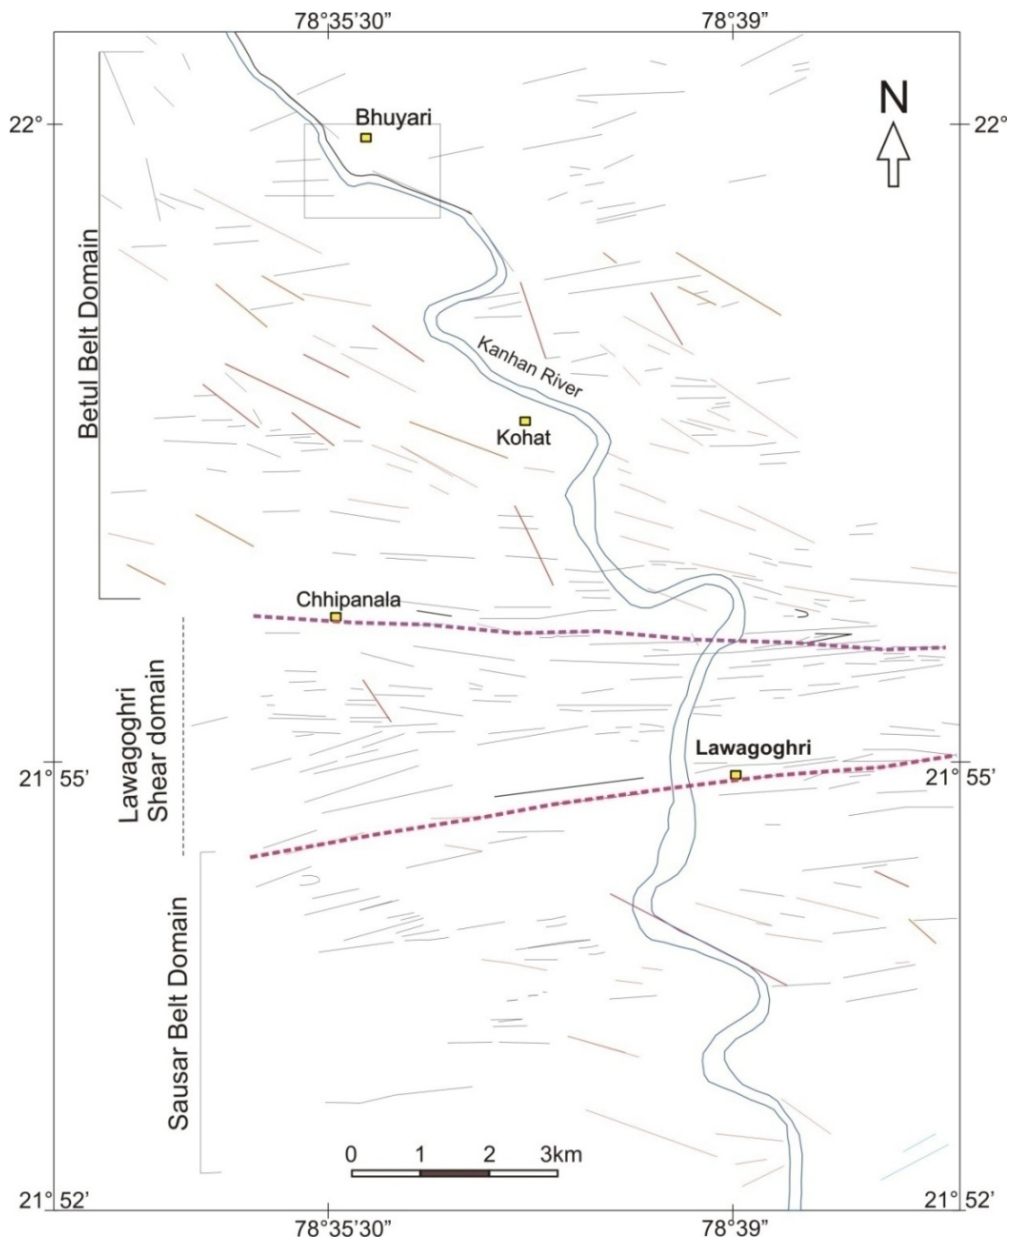 78°35’30” 78°39”
22° 22°
N
Bhuyari
Betul Belt Domain
Kanhan River
Kohat
Chhipanala
Lawagoghri
Shear domain
Lawagoghri
21°55’ 21°55’
Sausar Belt Domain
0 1 2 3km
21°52’ 21°52’
78°35’30” 78°39”